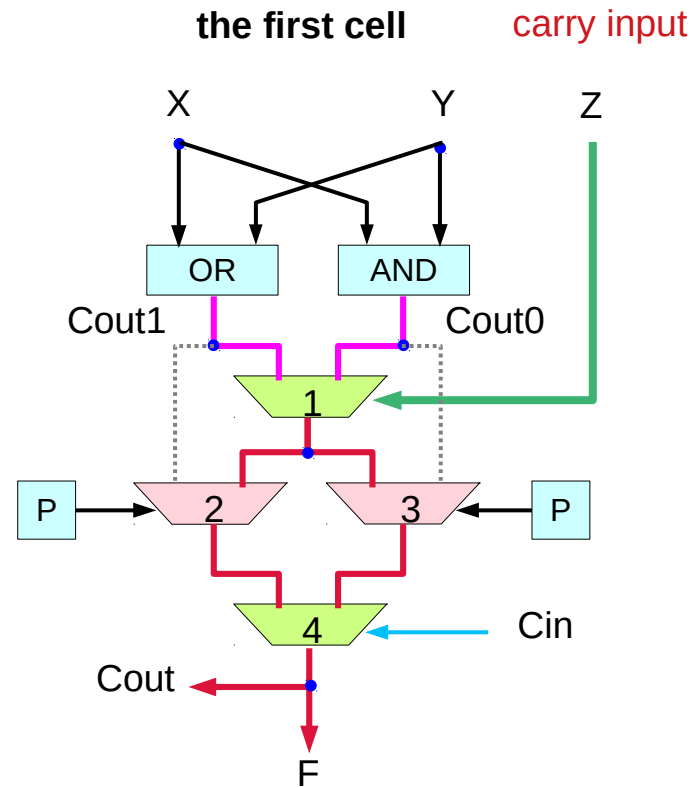 the first cell
carry input
X
Y
Z
OR
AND
Cout1
Cout0
1
P
2
3
P
4
Cin
Cout
F